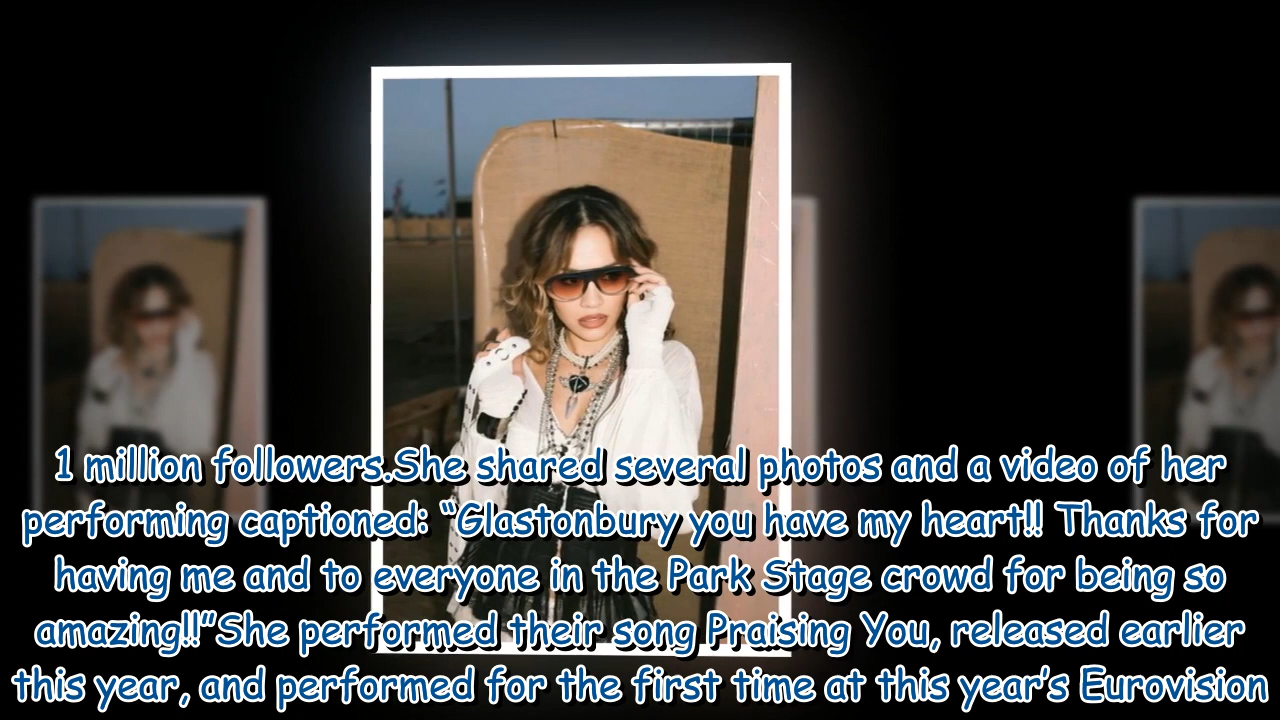 1 million followers.She shared several photos and a video of her
performing captioned: “Glastonbury you have my heart!! Thanks for
having me and to everyone in the Park Stage crowd for being so
amazing!!”She performed their song Praising You, released earlier
this year, and performed for the first time at this year’s Eurovision